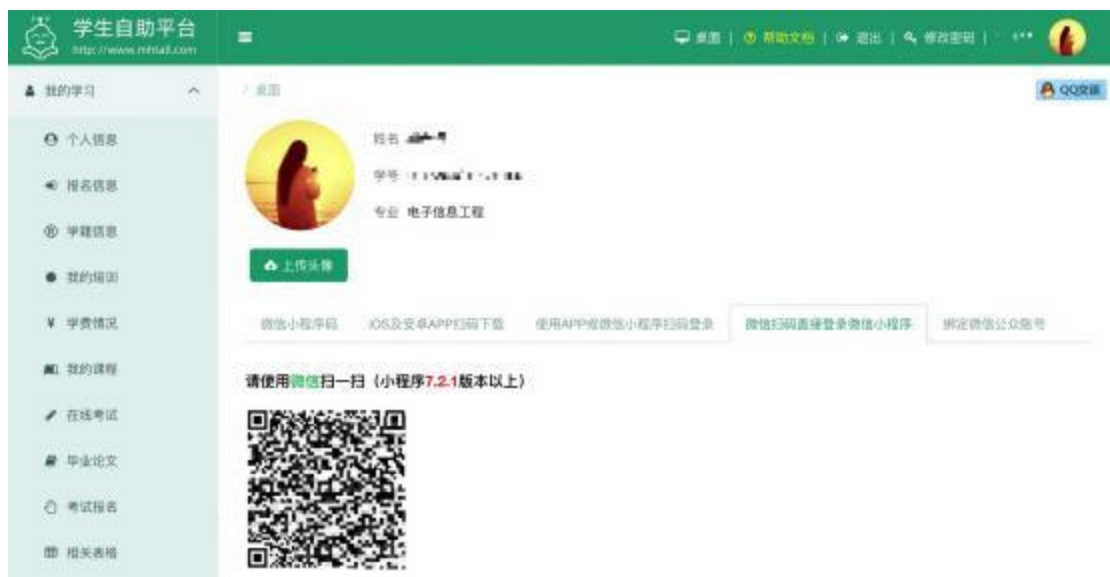 学生自助平台
http://www.mhtall.com
桌面 | 帮助文档 | 退出 | 修改密码 |
我的学习
/ 桌面
QQ交谈
个人信息
姓名
报名信息
学号
学籍信息
专业 电子信息工程
我的培训
上传头像
¥ 学费情况
微信小程序码 iOS及安卓APP扫码下载 使用APP或微信小程序扫码登录 微信扫码直接登录微信小程序 绑定微信公众账号
我的课程
请使用微信扫一扫（小程序7.2.1版本以上）
在线考试
毕业论文
考试报名
相关表格